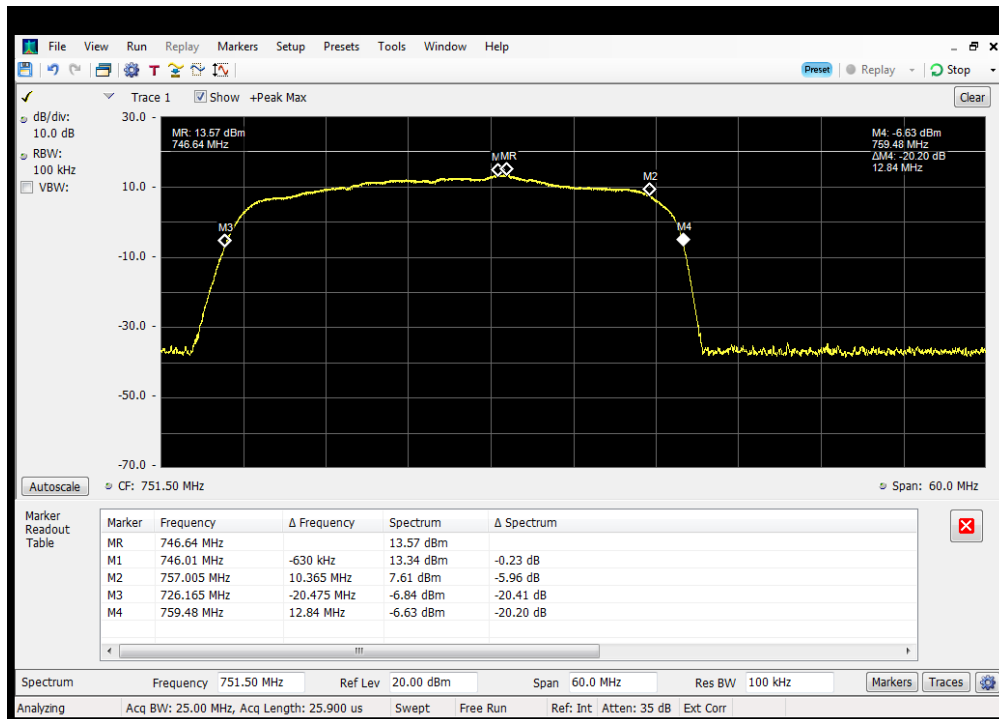 File View Run Replay Markers Setup Presets Tools Window Help
Preset Replay Stop
Trace 1 Show +Peak Max Clear
dB/div:
10.0 dB
RBW:
100 kHz
VBW:
30.0 -
10.0 -
-10.0 -
-30.0 -
-50.0 -
-70.0 -
MR: 13.57 dBm
746.64 MHz
M4: -6.63 dBm
759.48 MHz
ΔM4: -20.20 dB
12.84 MHz
MMR
M2
M3
M4
Autoscale CF: 751.50 MHz Span: 60.0 MHz
Marker
Readout
Table
Marker Frequency Δ Frequency Spectrum Δ Spectrum
MR 746.64 MHz 13.57 dBm
M1 746.01 MHz -630 kHz 13.34 dBm -0.23 dB
M2 757.005 MHz 10.365 MHz 7.61 dBm -5.96 dB
M3 726.165 MHz -20.475 MHz -6.84 dBm -20.41 dB
M4 759.48 MHz 12.84 MHz -6.63 dBm -20.20 dB
Spectrum Frequency 751.50 MHz Ref Lev 20.00 dBm Span 60.0 MHz Res BW 100 kHz Markers Traces
Analyzing Acq BW: 25.00 MHz, Acq Length: 25.900 us Swept Free Run Ref: Int Atten: 35 dB Ext Corr